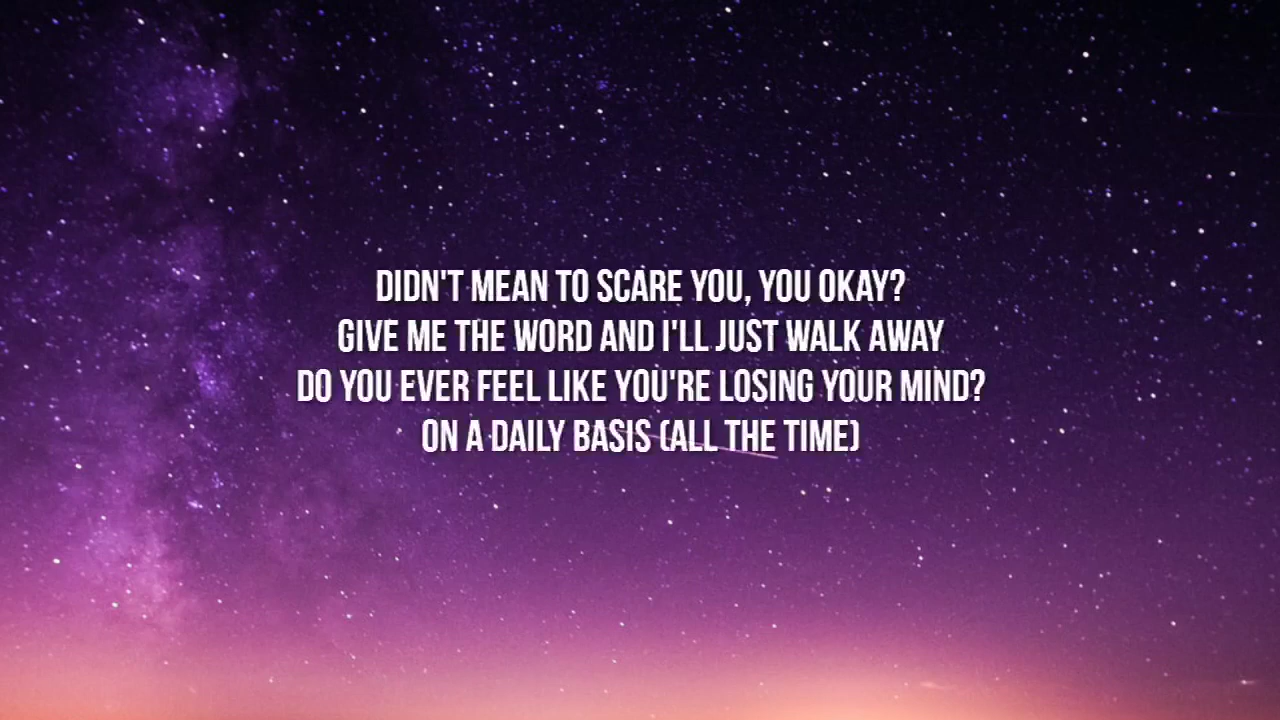 DIDN'T MEAN TO SCARE YOU, YOU OKAY?
GIVE ME THE WORD AND I'LL JUST WALK AWAY
DO YOU EVER FEEL LIKE YOU'RE LOSING YOUR MIND?
ON A DAILY BASIS (ALL THE TIME)